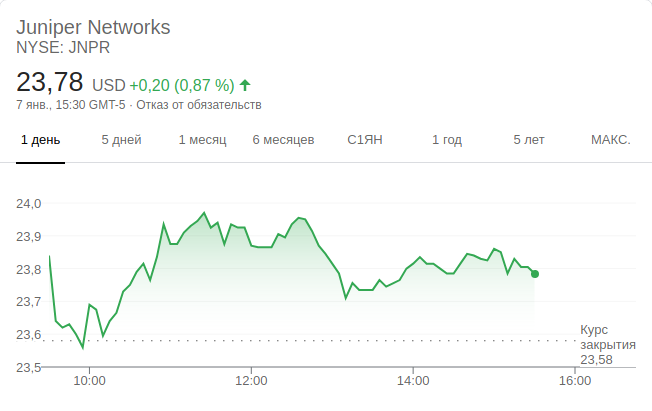 Juniper Networks
NYSE: JNPR
23,78 USD +0,20 (0,87 %)
7 янв., 15:30 GMT-5 · Отказ от обязательств
1 день 5 дней 1 месяц 6 месяцев С1ЯН 1 год 5 лет МАКС.
24,0
23,9
23,8
23,7
23,6
23,5
Курс
закрытия
23,58
10:00 12:00 14:00 16:00